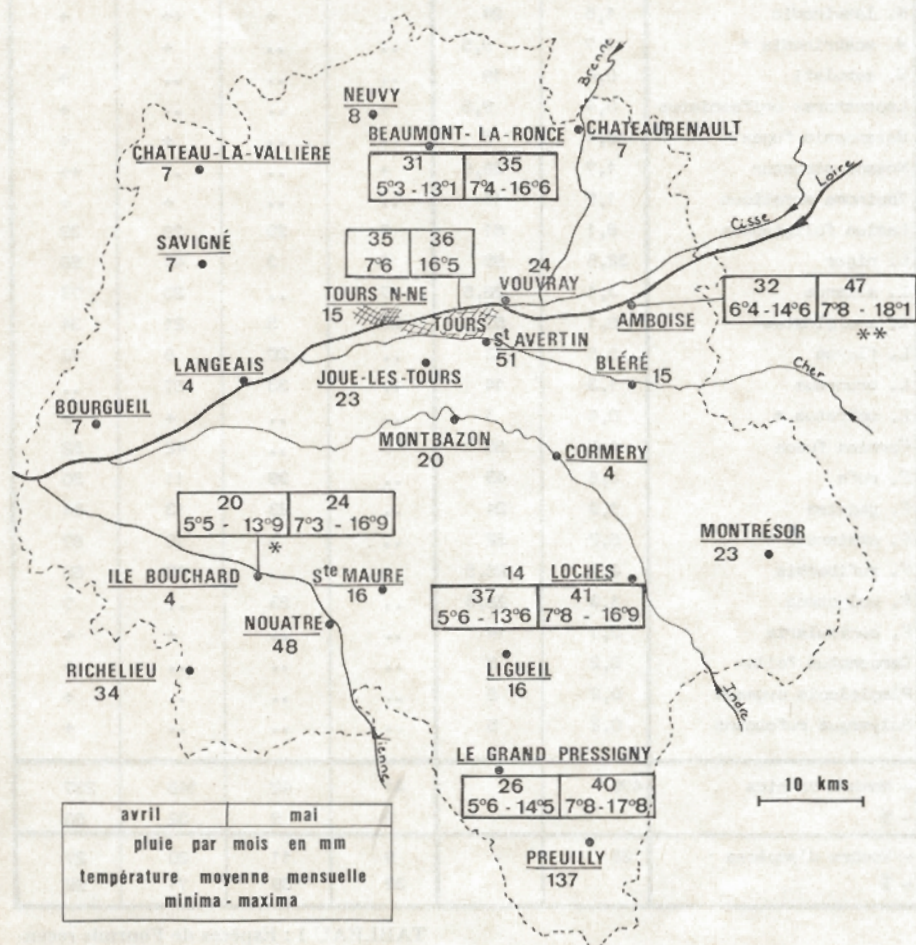 Brenne
NEUVY
8
BEAUMONT-LA-RONCE
31 35
5°3 - 13°1 7°4 - 16°6
CHATEAURENAULT
7
CHATEAU-LA-VALLIÈRE
7
SAVIGNÉ
7
35 36
7°6 16°5
24
VOUVRAY
Cisse
Loire
32 47
6°4 - 14°6 7°8 - 18°1
**
AMBOISE
TOURS N-NE
15
TOURS
St AVERTIN
51
LANGEAIS
4
JOUE-LES-TOURS
23
BLÉRÉ
15
Cher
BOURGUEIL
7
MONTBAZON
20
CORMERY
4
20 24
5°5 - 13°9 7°3 - 16°9
*
MONTRÉSOR
23
ILE BOUCHARD
4
Ste MAURE
16
14
LOCHES
37 41
5°6 - 13°6 7°8 - 16°9
NOUATRE
48
LIGUEIL
16
RICHELIEU
34
Indre
Vienne
LE GRAND PRESSIGNY
26 40
5°6 - 14°5 7°8 - 17°8
10 kms
PREUILLY
137
avril mai
pluie par mois en mm
température moyenne mensuelle
minima - maxima